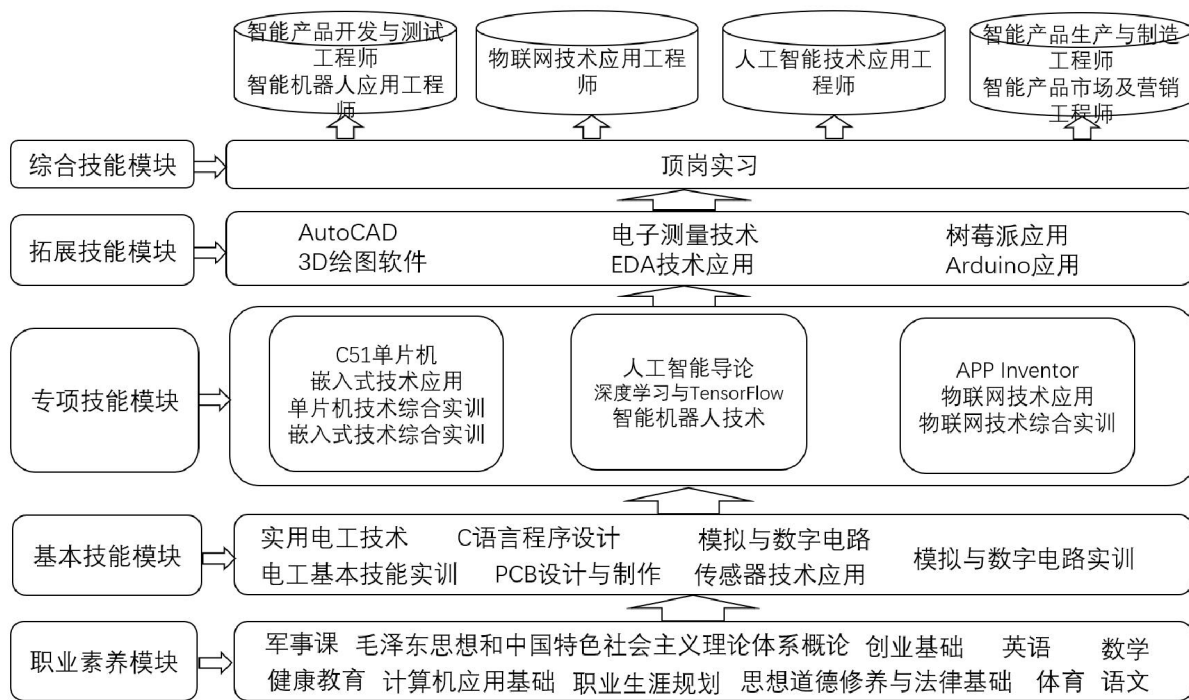 智能产品开发与测试
工程师
智能机器人应用工程
师
物联网技术应用工程
师
人工智能技术应用工
程师
智能产品生产与制造
工程师
智能产品市场及营销
工程师
综合技能模块
顶岗实习
拓展技能模块
AutoCAD
3D绘图软件
电子测量技术
EDA技术应用
树莓派应用
Arduino应用
专项技能模块
C51单片机
嵌入式技术应用
单片机技术综合实训
嵌入式技术综合实训
人工智能导论
深度学习与TensorFlow
智能机器人技术
APP Inventor
物联网技术应用
物联网技术综合实训
基本技能模块
实用电工技术 C语言程序设计 模拟与数字电路
电工基本技能实训 PCB设计与制作 传感器技术应用
模拟与数字电路实训
职业素养模块
军事课 毛泽东思想和中国特色社会主义理论体系概论 创业基础 英语 数学
健康教育 计算机应用基础 职业生涯规划 思想道德修养与法律基础 体育 语文